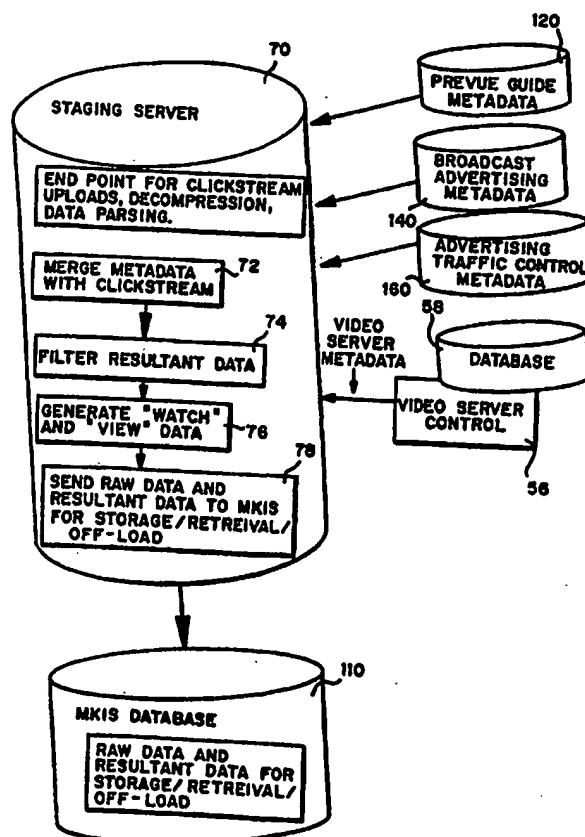 70
STAGING SERVER
120
PREVUE GUIDE
METADATA
END POINT FOR CLICKSTREAM
UPLOADS, DECOMPRESSION,
DATA PARSING.
BROADCAST
ADVERTISING
METADATA
140
MERGE METADATA
WITH CLICKSTREAM
72
ADVERTISING
TRAFFIC CONTROL
METADATA
160
FILTER RESULTANT DATA
74
VIDEO
SERVER
METADATA
58
DATABASE
GENERATE "WATCH"
AND "VIEW" DATA
76
VIDEO SERVER
CONTROL
56
78
SEND RAW DATA AND
RESULTANT DATA TO MKIS
FOR STORAGE/RETREIVAL/
OFF-LOAD
110
MKIS DATABASE
RAW DATA AND
RESULTANT DATA FOR
STORAGE/RETREIVAL/
OFF-LOAD